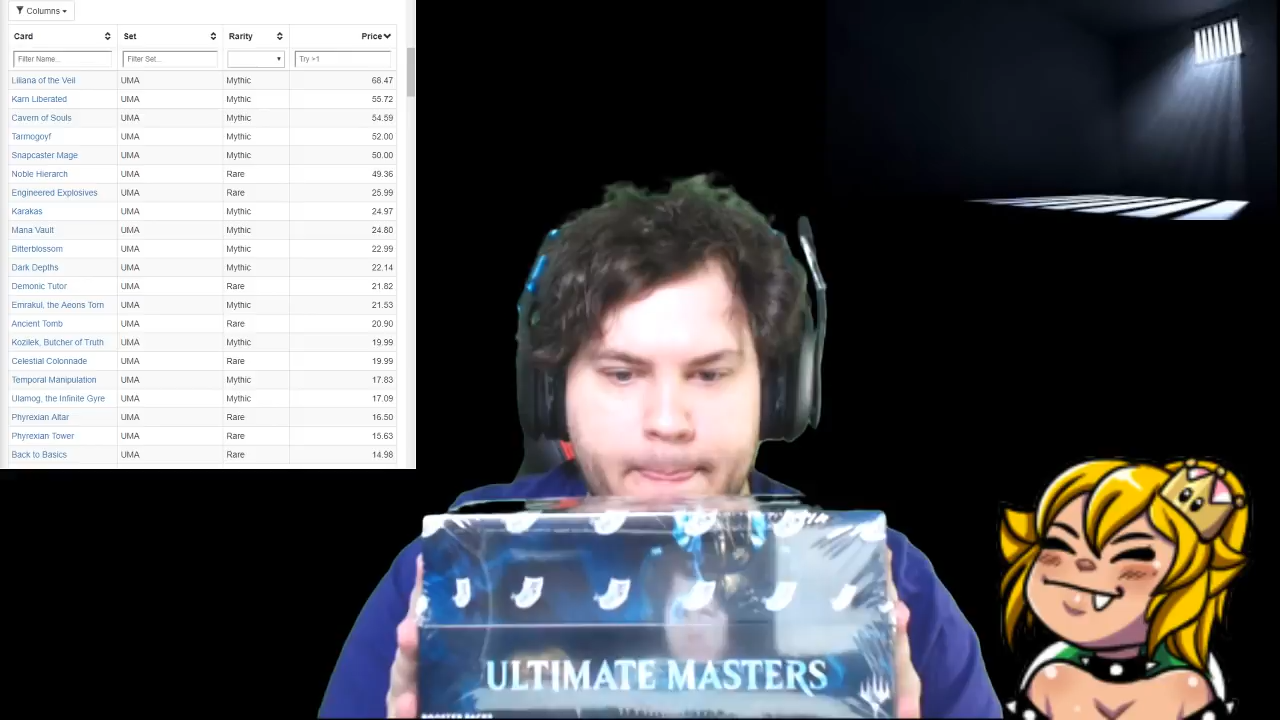 Columns
Card Set Rarity Price
Filter Name... Filter Set... Try >1
Liliana of the Veil UMA Mythic 68.47
Karn Liberated UMA Mythic 55.72
Cavern of Souls UMA Mythic 54.59
Tarmogoyf UMA Mythic 52.00
Snapcaster Mage UMA Mythic 50.00
Noble Hierarch UMA Rare 49.36
Engineered Explosives UMA Rare 25.99
Karakas UMA Mythic 24.97
Mana Vault UMA Mythic 24.80
Bitterblossom UMA Mythic 22.99
Dark Depths UMA Mythic 22.14
Demonic Tutor UMA Rare 21.82
Emrakul, the Aeons Torn UMA Mythic 21.53
Ancient Tomb UMA Rare 20.90
Kozilek, Butcher of Truth UMA Mythic 19.99
Celestial Colonnade UMA Rare 19.99
Temporal Manipulation UMA Mythic 17.83
Ulamog, the Infinite Gyre UMA Mythic 17.09
Phyrexian Altar UMA Rare 16.50
Phyrexian Tower UMA Rare 15.63
Back to Basics UMA Rare 14.98
ULTIMATE MASTERS
BOOSTER PACKS